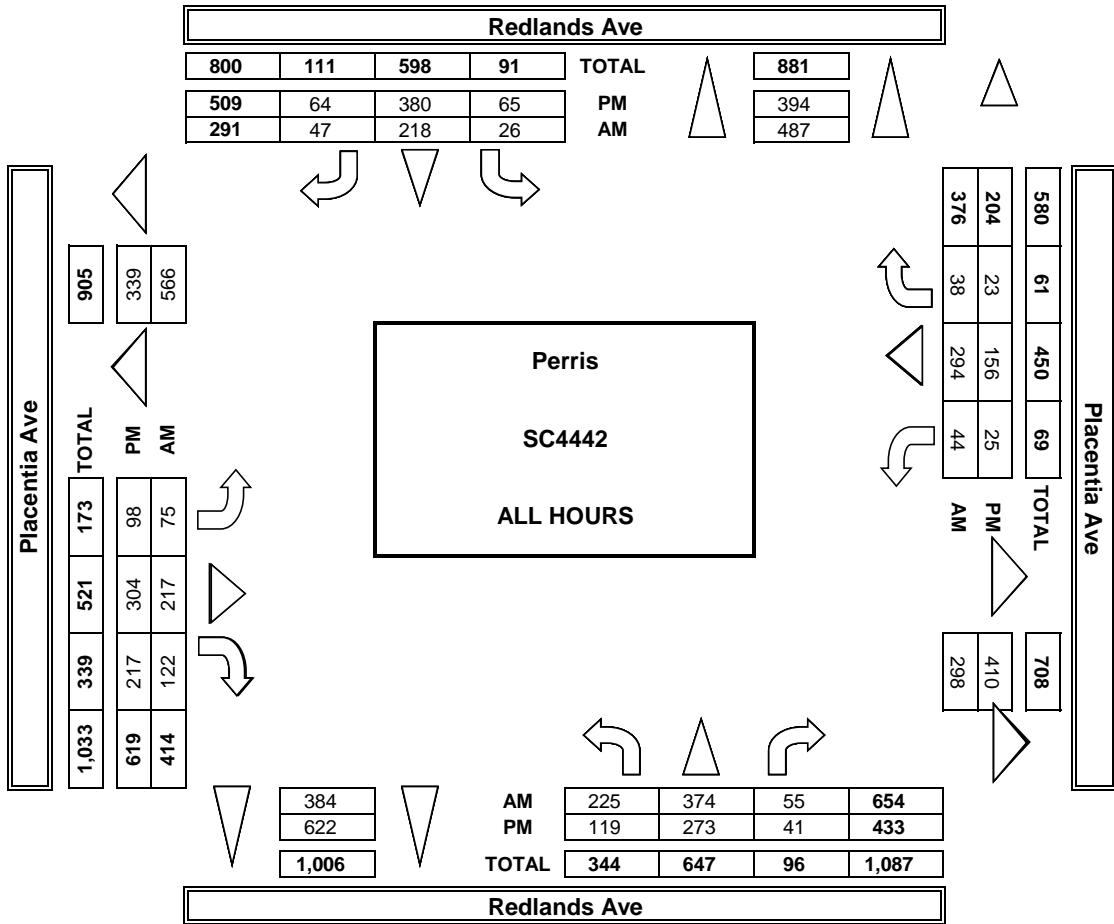 Redlands Ave
800 111 598 91 TOTAL 881
509 64 380 65 PM 394
291 47 218 26 AM 487
Placentia Ave
905
339
566
TOTAL
PM
AM
173 521 339 1,033
98 304 217 619
75 217 122 414
Perris
SC4442
ALL HOURS
580 61 450 69 TOTAL 708
204 23 156 25 PM 410
376 38 294 44 AM 298
Placentia Ave
384 AM 225 374 55 654
622 PM 119 273 41 433
1,006 TOTAL 344 647 96 1,087
Redlands Ave